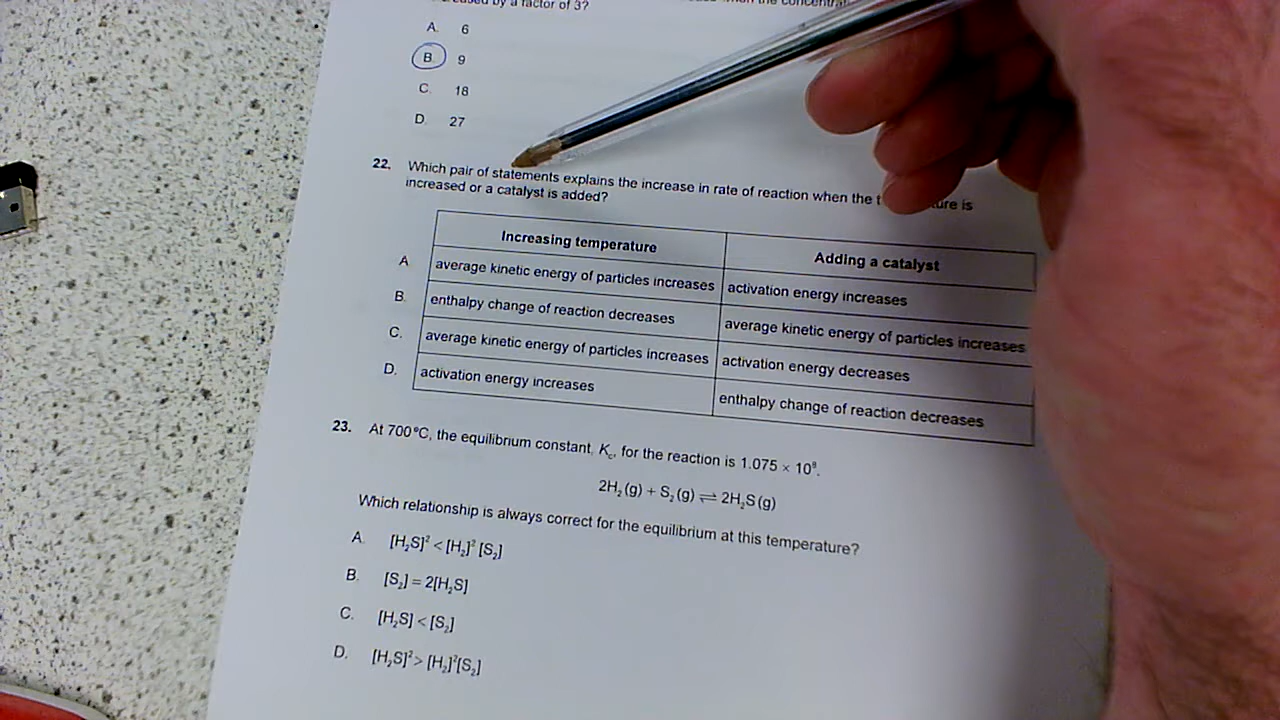 by a factor of 3?
A. 6
B. 9
C. 18
D. 27
22. Which pair of statements explains the increase in rate of reaction when the is
increased or a catalyst is added?
Increasing temperature Adding a catalyst
A average kinetic energy of particles increases activation energy increases
B. enthalpy change of reaction decreases average kinetic energy of particles increases
C. average kinetic energy of particles increases activation energy decreases
D. activation energy increases enthalpy change of reaction decreases
23. At 700 °C, the equilibrium constant, Kc, for the reaction is 1.075 × 10⁸.
2H₂(g) + S₂(g) ⇌ 2H₂S(g)
Which relationship is always correct for the equilibrium at this temperature?
A. [H₂S]² < [H₂]² [S₂]
B. [S₂] = 2[H₂S]
C. [H₂S] < [S₂]
D. [H₂S]² > [H₂]²[S₂]